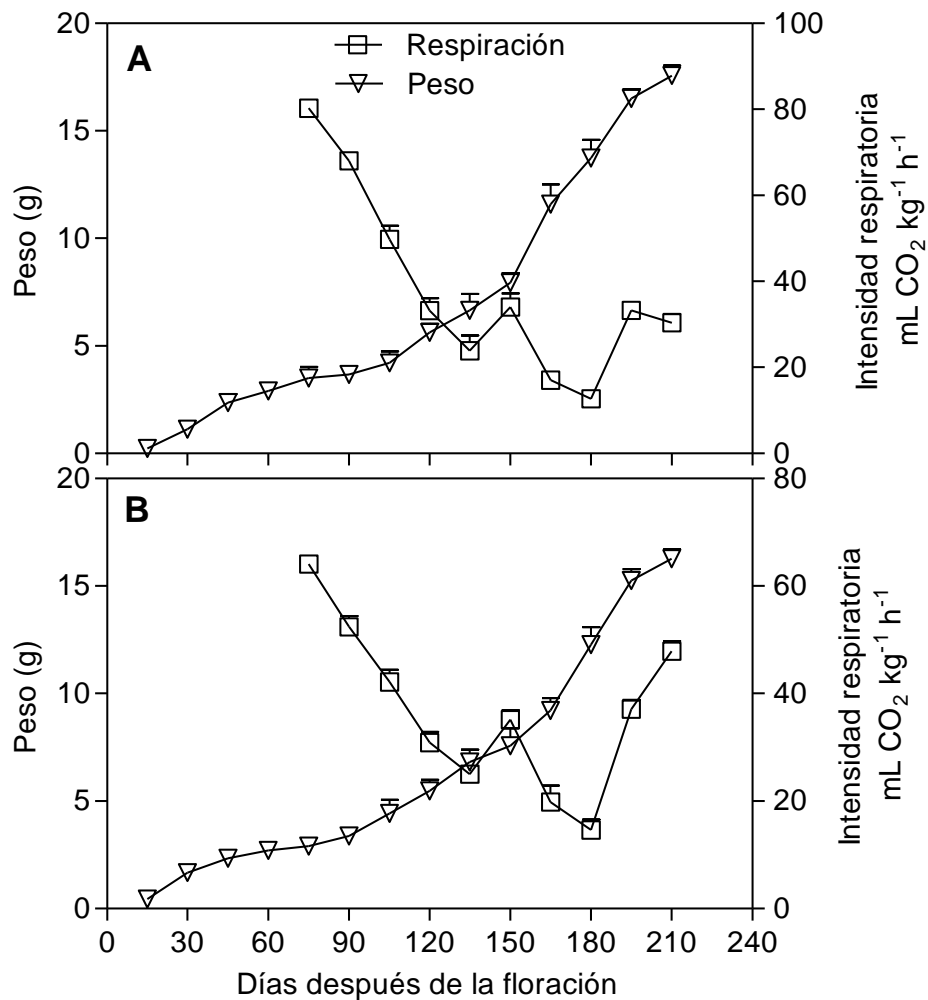 A
Respiración
Peso
20
15
10
5
0
Peso (g)
100
80
60
40
20
0
Intensidad respiratoria
mL CO₂ kg⁻¹ h⁻¹
B
20
15
10
5
0
Peso (g)
80
60
40
20
0
Intensidad respiratoria
mL CO₂ kg⁻¹ h⁻¹
0 30 60 90 120 150 180 210 240
Días después de la floración